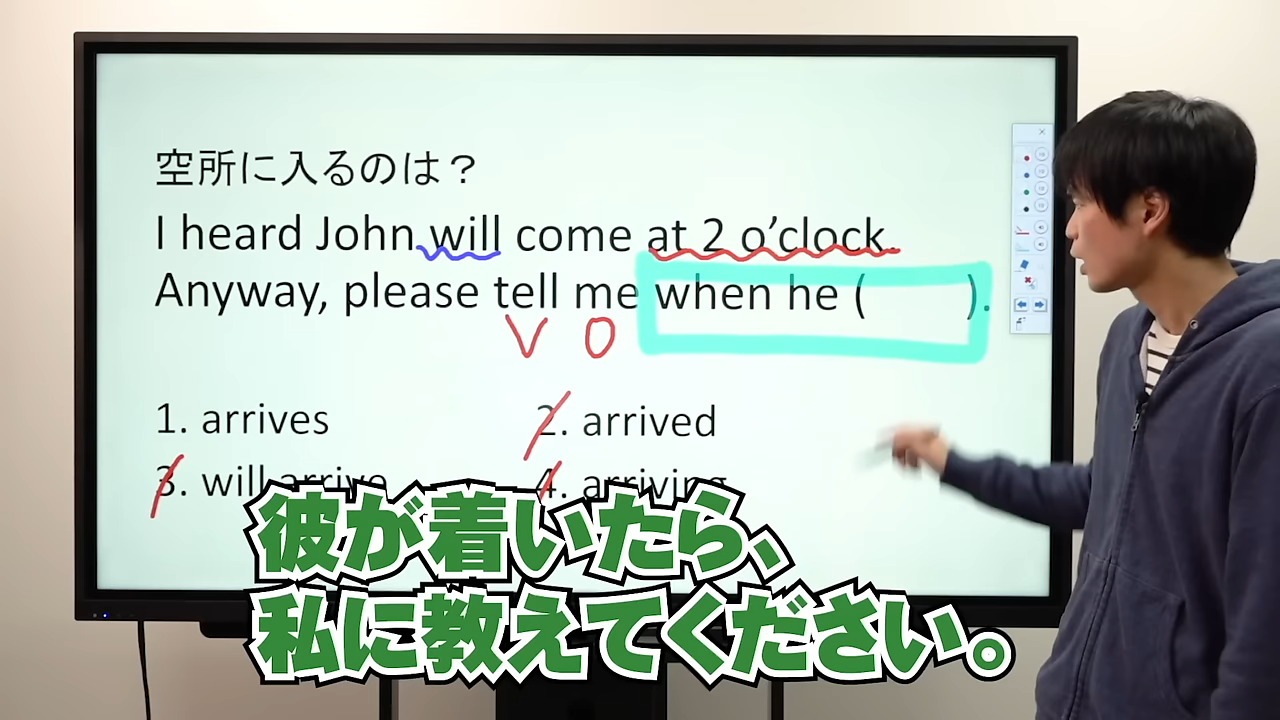 空所に入るのは？
I heard John will come at 2 o’clock.
Anyway, please tell me when he (        ).
V O
1. arrives
2. arrived
3. will arrive
4. arriving
彼が着いたら、
私に教えてください。